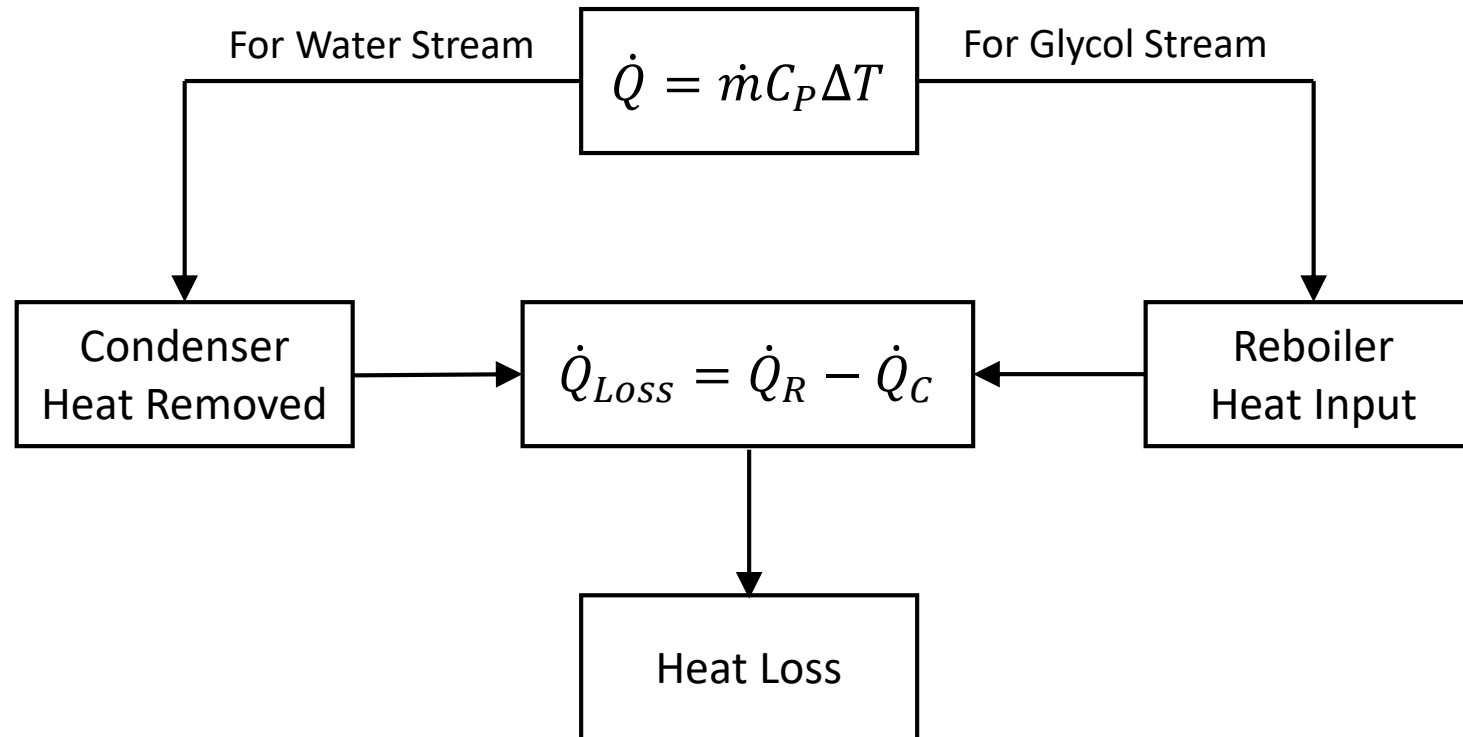 For Water Stream
Q̇ = ṁC_PΔT
For Glycol Stream
Condenser
Heat Removed
Q̇_Loss = Q̇_R − Q̇_C
Reboiler
Heat Input
Heat Loss